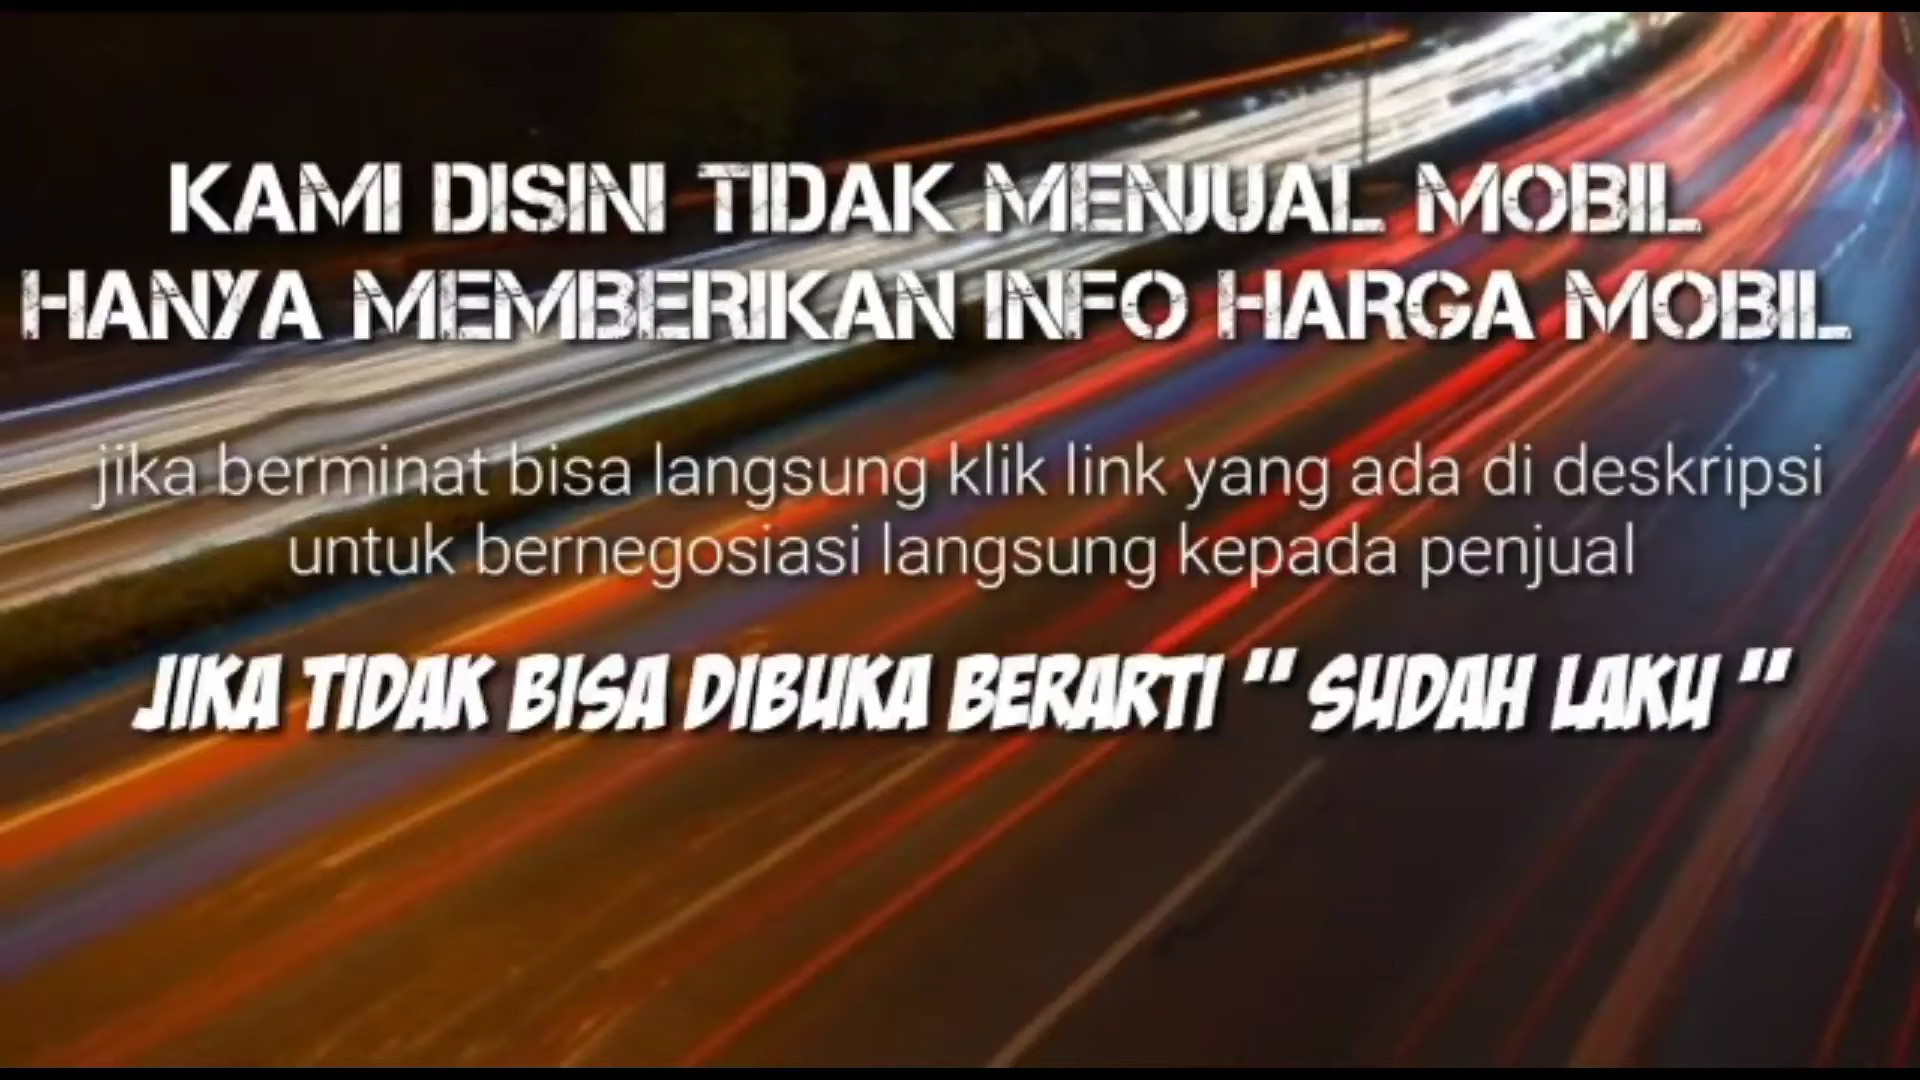 KAMI DISINI TIDAK MENJUAL MOBIL
HANYA MEMBERIKAN INFO HARGA MOBIL
jika berminat bisa langsung klik link yang ada di deskripsi
untuk bernegosiasi langsung kepada penjual
JIKA TIDAK BISA DIBUKA BERARTI " SUDAH LAKU "